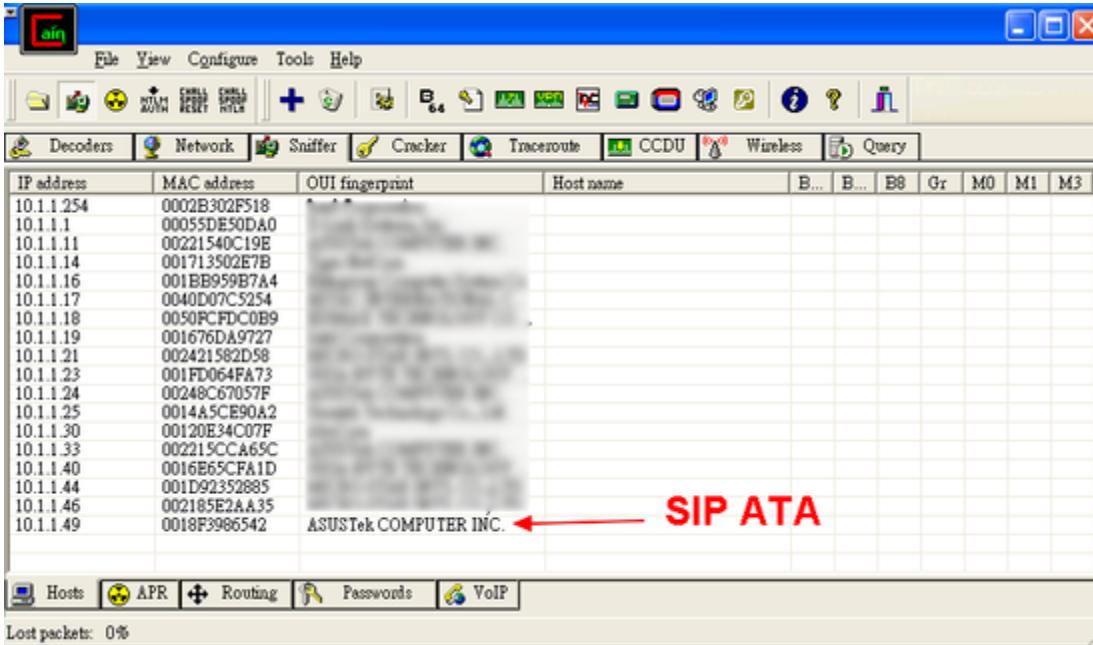 Cain
File View Configure Tools Help
Decoders Network Sniffer Cracker Traceroute CCDU Wireless Query
IP address MAC address OUI fingerprint Host name B... B... B8 Gr M0 M1 M3
10.1.1.254 0002B302F518
10.1.1.1 00055DE50DA0
10.1.1.11 00221540C19E
10.1.1.14 001713502E7B
10.1.1.16 001BB959B7A4
10.1.1.17 0040D07C5254
10.1.1.18 0050FCFDC0B9
10.1.1.19 001676DA9727
10.1.1.21 002421582D58
10.1.1.23 001FD064FA73
10.1.1.24 00248C67057F
10.1.1.25 0014A5CE90A2
10.1.1.30 00120E34C07F
10.1.1.33 002215CCA65C
10.1.1.40 0016E65CFA1D
10.1.1.44 001D92352885
10.1.1.46 002185E2AA35
10.1.1.49 0018F3986542 ASUSTek COMPUTER INC. SIP ATA
Hosts APR Routing Passwords VoIP
Lost packets: 0%